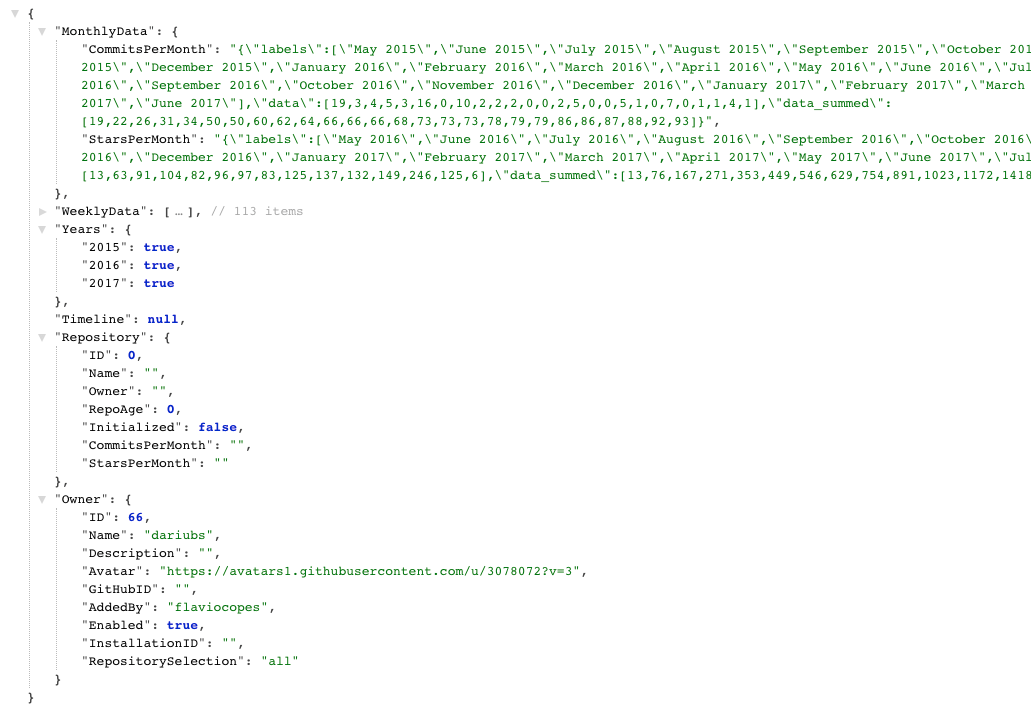 {
"MonthlyData": {
"CommitsPerMonth": "{\"labels\":[\"May 2015\",\"June 2015\",\"July 2015\",\"August 2015\",\"September 2015\",\"October 201
2015\",\"December 2015\",\"January 2016\",\"February 2016\",\"March 2016\",\"April 2016\",\"May 2016\",\"June 2016\",\"Jul
2016\",\"September 2016\",\"October 2016\",\"November 2016\",\"December 2016\",\"January 2017\",\"February 2017\",\"March
2017\",\"June 2017\"],\"data\":[19,3,4,5,3,16,0,10,2,2,2,0,0,2,5,0,0,5,1,0,7,0,1,1,4,1],\"data_summed\":
[19,22,26,31,34,50,50,60,62,64,66,66,66,68,73,73,73,78,79,79,86,86,87,88,92,93]}",
"StarsPerMonth": "{\"labels\":[\"May 2016\",\"June 2016\",\"July 2016\",\"August 2016\",\"September 2016\",\"October 2016\
2016\",\"December 2016\",\"January 2017\",\"February 2017\",\"March 2017\",\"April 2017\",\"May 2017\",\"June 2017\",\"Jul
[13,63,91,104,82,96,97,83,125,137,132,149,246,125,6],\"data_summed\":[13,76,167,271,353,449,546,629,754,891,1023,1172,1418
},
"WeeklyData": [ … ], // 113 items
"Years": {
"2015": true,
"2016": true,
"2017": true
},
"Timeline": null,
"Repository": {
"ID": 0,
"Name": "",
"Owner": "",
"RepoAge": 0,
"Initialized": false,
"CommitsPerMonth": "",
"StarsPerMonth": ""
},
"Owner": {
"ID": 66,
"Name": "dariubs",
"Description": "",
"Avatar": "https://avatars1.githubusercontent.com/u/3078072?v=3",
"GitHubID": "",
"AddedBy": "flaviocopes",
"Enabled": true,
"InstallationID": "",
"RepositorySelection": "all"
}
}